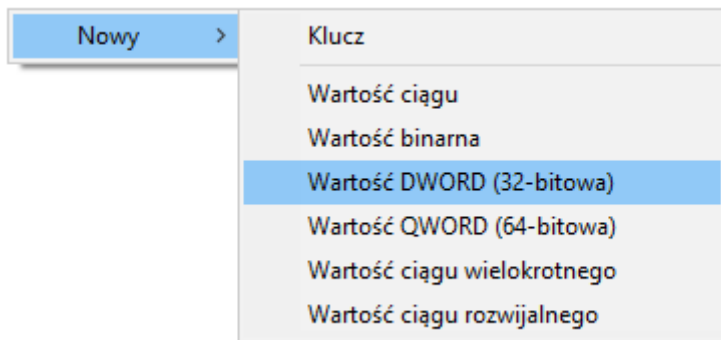 Nowy
Klucz
Wartość ciągu
Wartość binarna
Wartość DWORD (32-bitowa)
Wartość QWORD (64-bitowa)
Wartość ciągu wielokrotnego
Wartość ciągu rozwijalnego